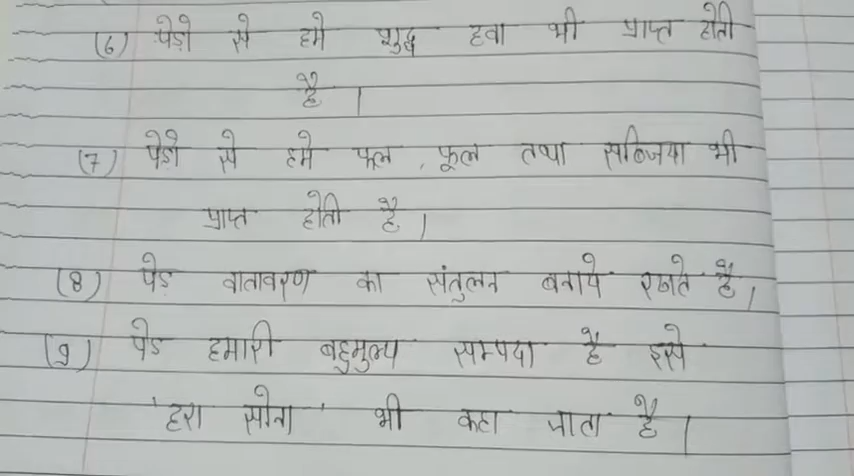 (6) पेड़ो से हमे शुद्ध हवा भी प्राप्त होती
है।
(7) पेड़ो से हमे फल, फूल तथा सब्जिया भी
प्राप्त होती है।
(8) पेड़ वातावरण का संतुलन बनाये रखते है।
(9) पेड हमारी बहुमुल्य सम्पदा है इसे
'हरा सोना' भी कहा जाता है।